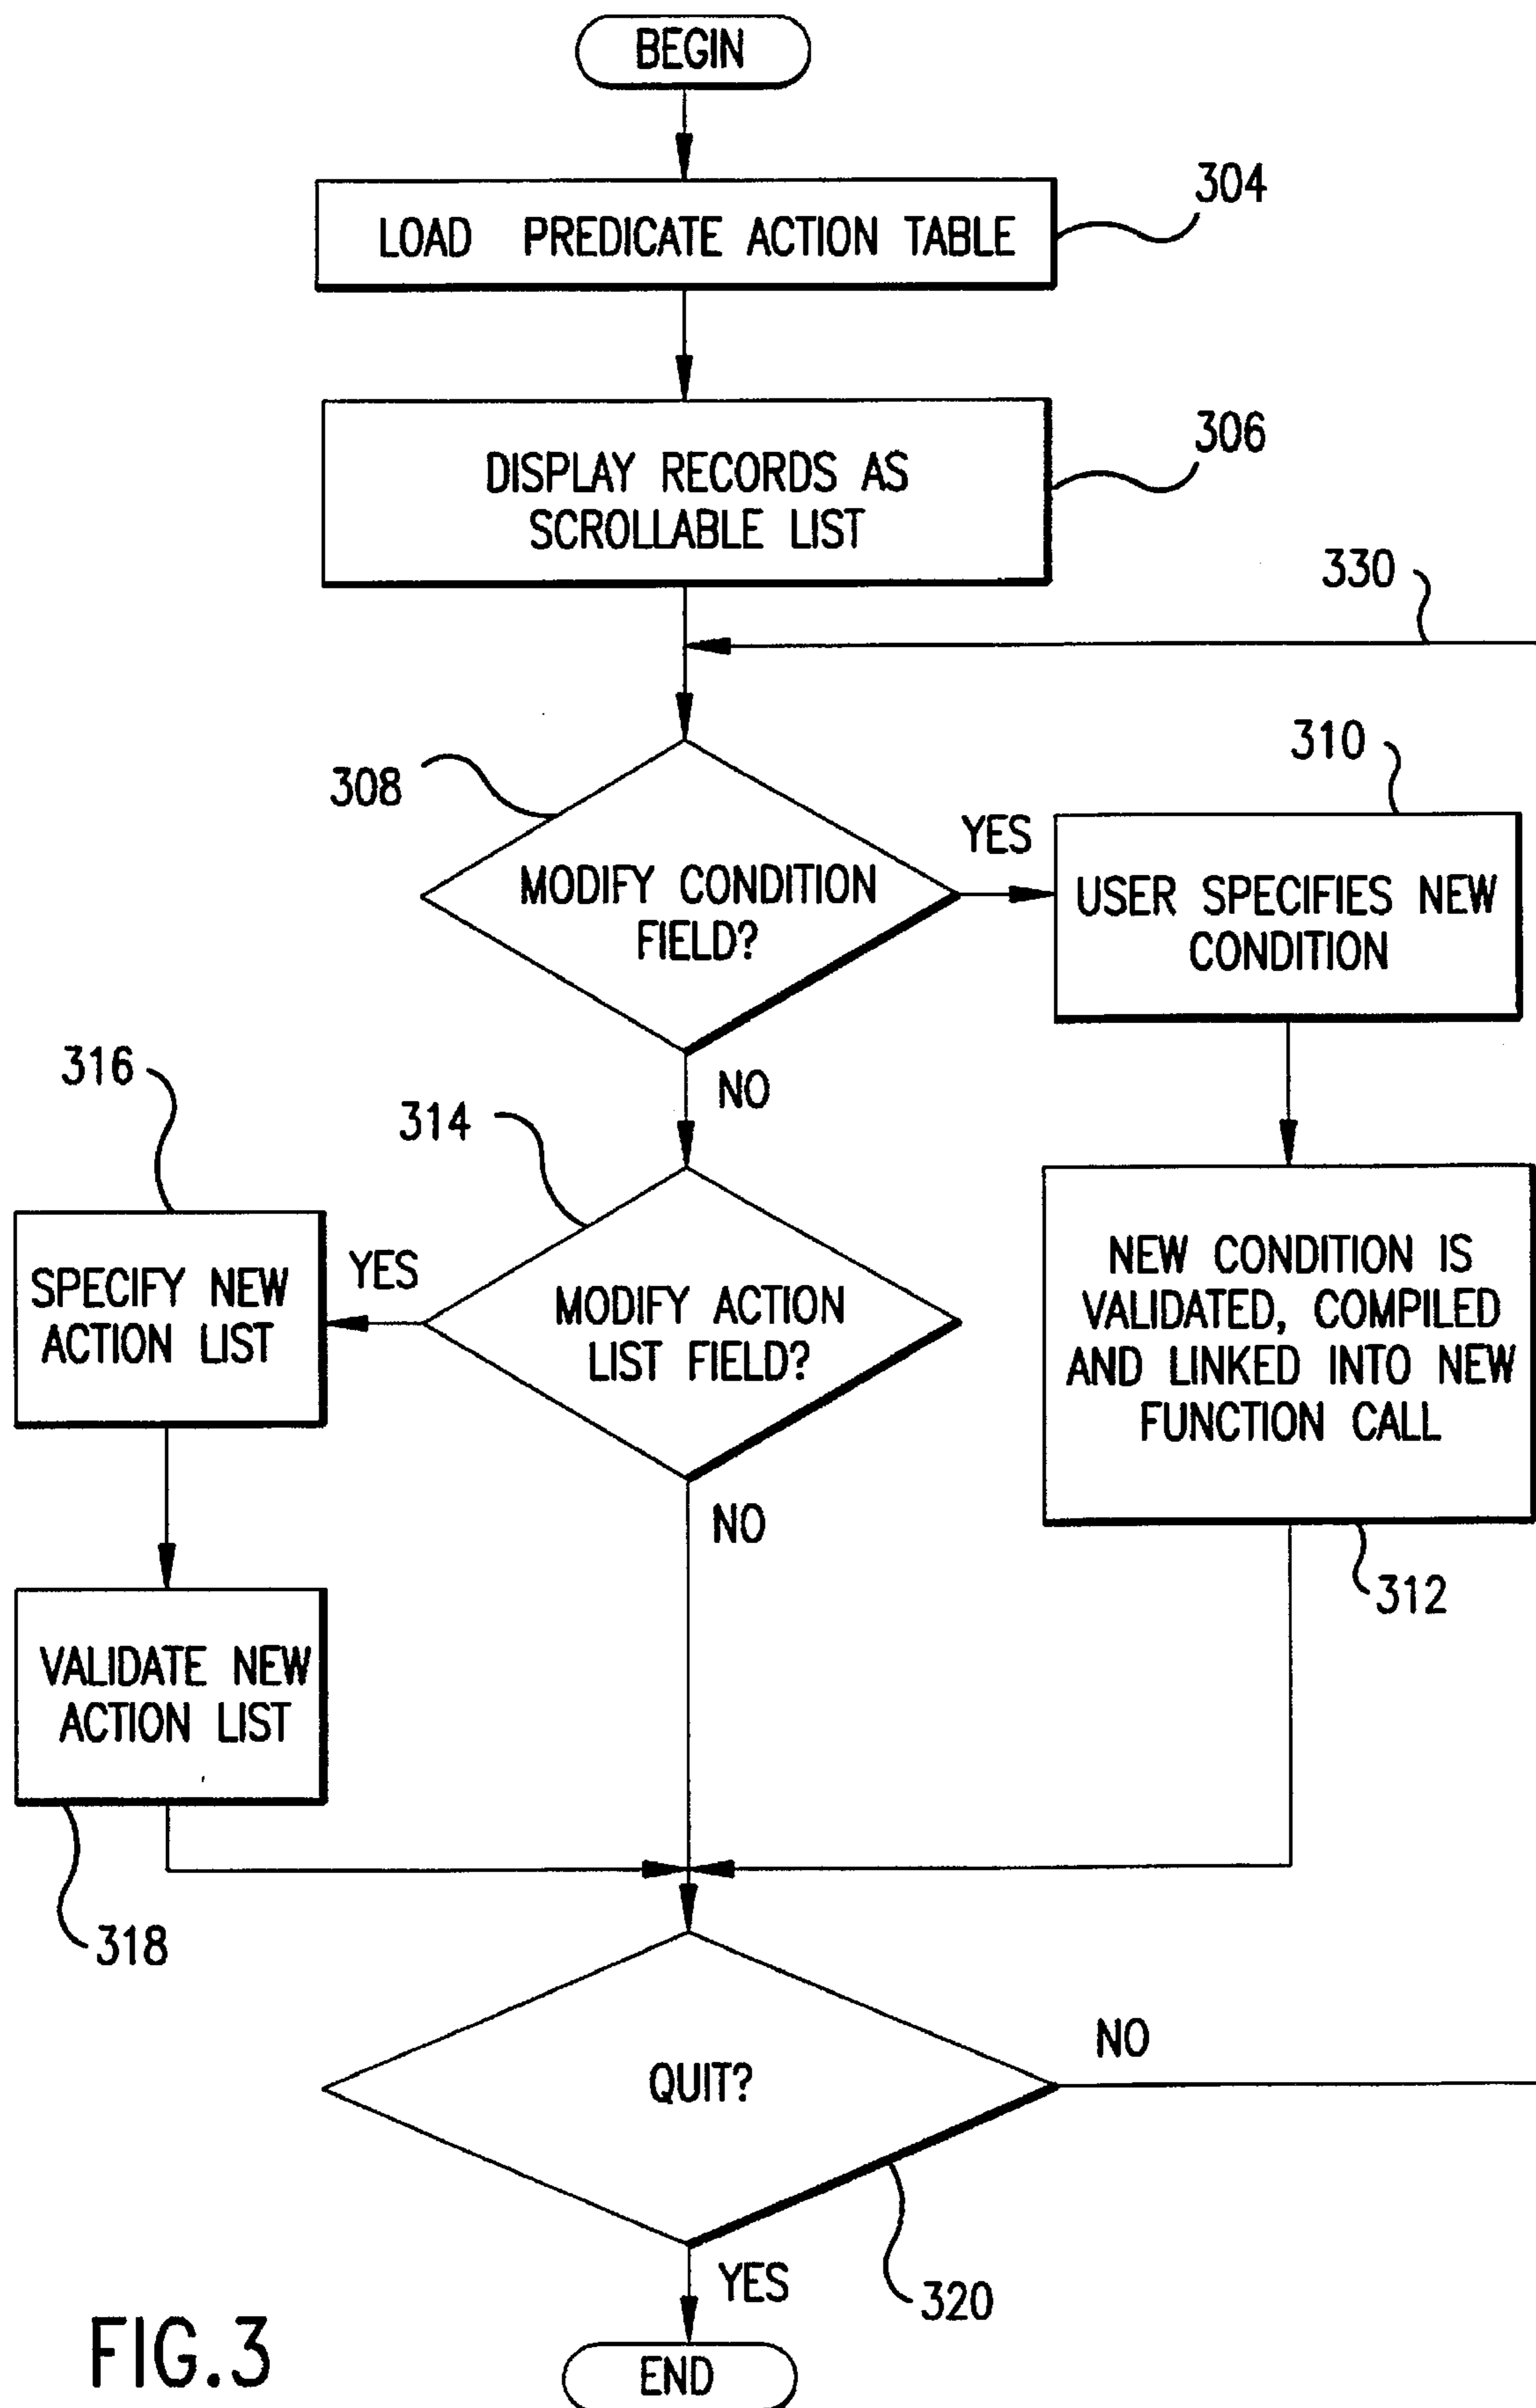 BEGIN
304
LOAD PREDICATE ACTION TABLE
306
DISPLAY RECORDS AS
SCROLLABLE LIST
330
308
310
MODIFY CONDITION
FIELD?
YES
USER SPECIFIES NEW
CONDITION
NO
316
314
SPECIFY NEW
ACTION LIST
YES
MODIFY ACTION
LIST FIELD?
NEW CONDITION IS
VALIDATED, COMPILED
AND LINKED INTO NEW
FUNCTION CALL
NO
312
VALIDATE NEW
ACTION LIST
318
QUIT?
NO
YES
320
END
FIG.3